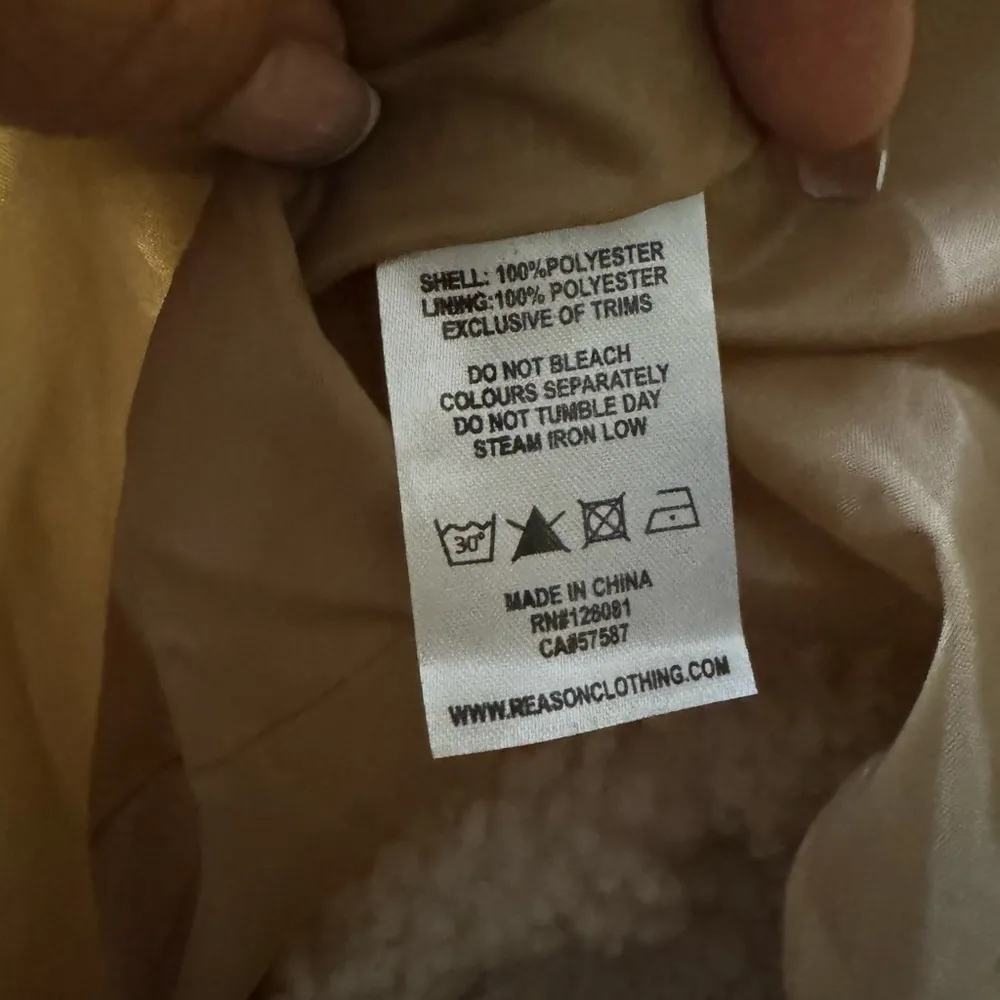 SHELL: 100%POLYESTER
LINING:100% POLYESTER
EXCLUSIVE OF TRIMS
DO NOT BLEACH
COLOURS SEPARATELY
DO NOT TUMBLE DAY
STEAM IRON LOW
30°
MADE IN CHINA
RN#126081
CA#57587
WWW.REASONCLOTHING.COM